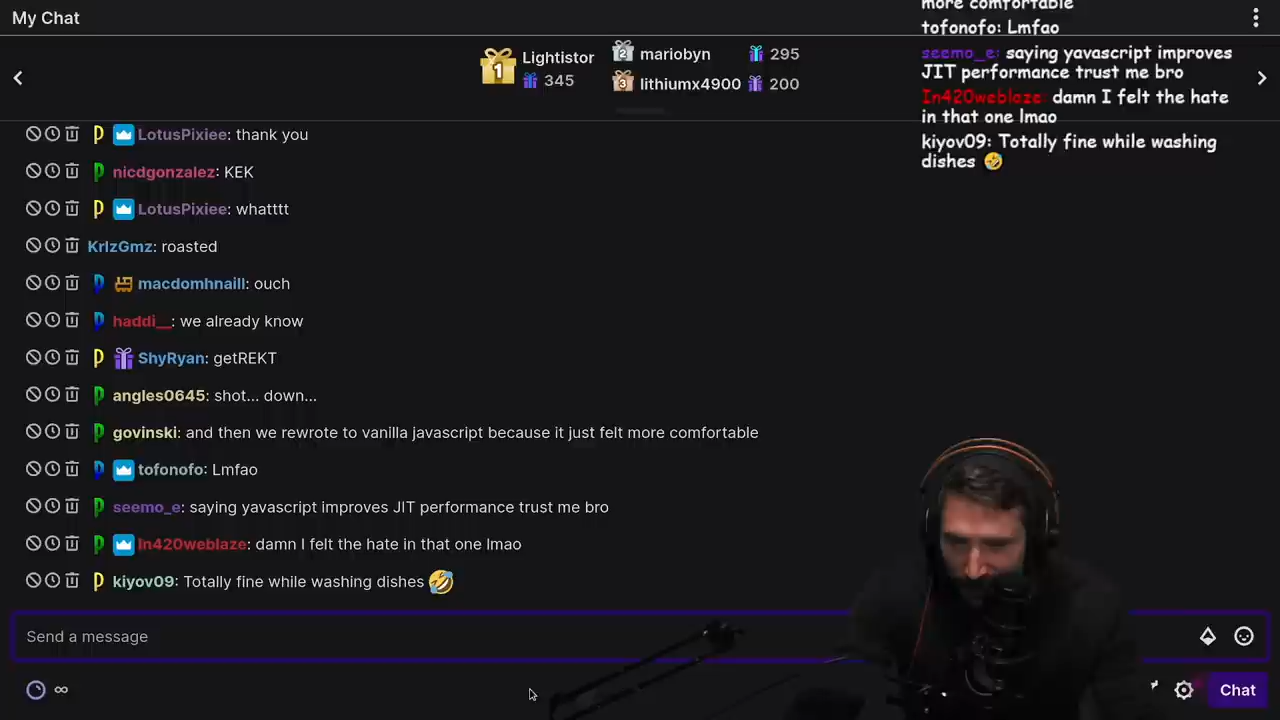 My Chat
1 Lightistor 345
2 mariobyn 295
3 lithiumx4900 200
more comfortable
tofonofo: Lmfao
seemo_e: saying yavascript improves
JIT performance trust me bro
In420weblaze: damn I felt the hate
in that one lmao
kiyov09: Totally fine while washing
dishes 🤣
LotusPixiee: thank you
nicdgonzalez: KEK
LotusPixiee: whatttt
KrlzGmz: roasted
macdomhnaill: ouch
haddi__: we already know
ShyRyan: getREKT
angles0645: shot... down...
govinski: and then we rewrote to vanilla javascript because it just felt more comfortable
tofonofo: Lmfao
seemo_e: saying yavascript improves JIT performance trust me bro
In420weblaze: damn I felt the hate in that one lmao
kiyov09: Totally fine while washing dishes 🤣
Send a message
∞
Chat